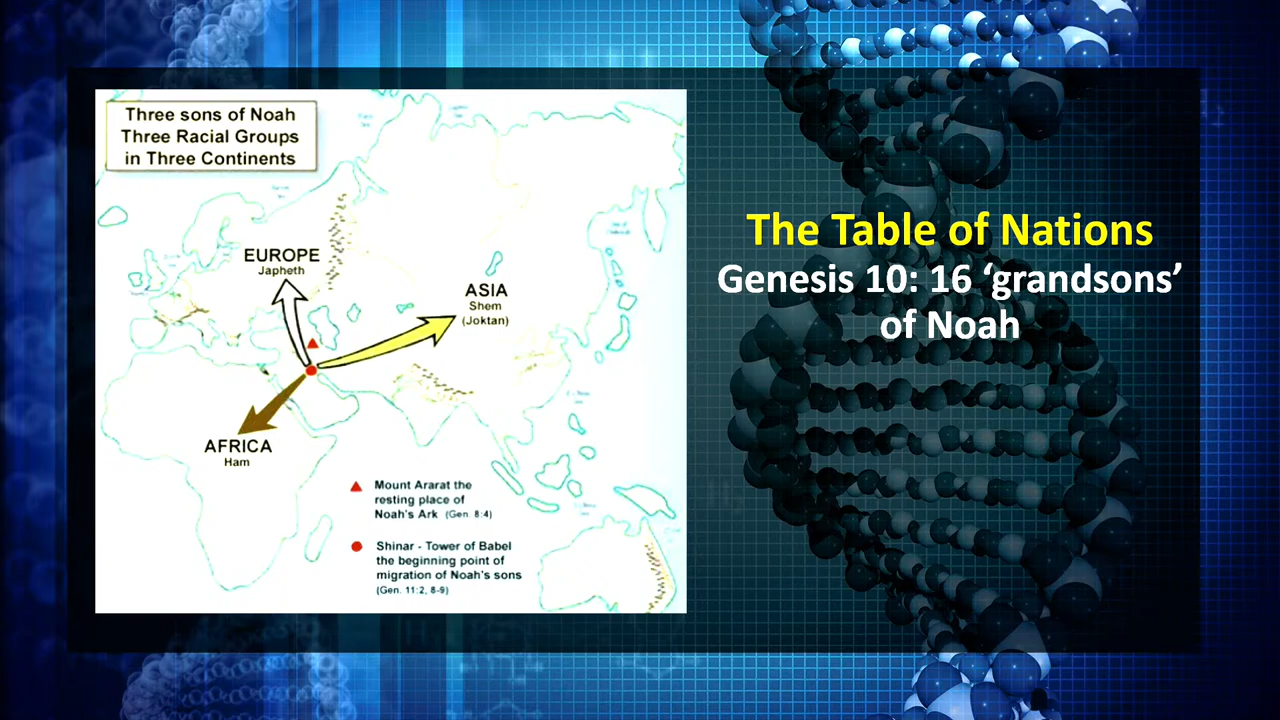 Three sons of Noah
Three Racial Groups
in Three Continents
EUROPE
Japheth
ASIA
Shem
(Joktan)
AFRICA
Ham
Mount Ararat the
resting place of
Noah's Ark (Gen. 8:4)
Shinar - Tower of Babel
the beginning point of
migration of Noah's sons
(Gen. 11:2, 8-9)
The Table of Nations
Genesis 10: 16 ‘grandsons’
of Noah